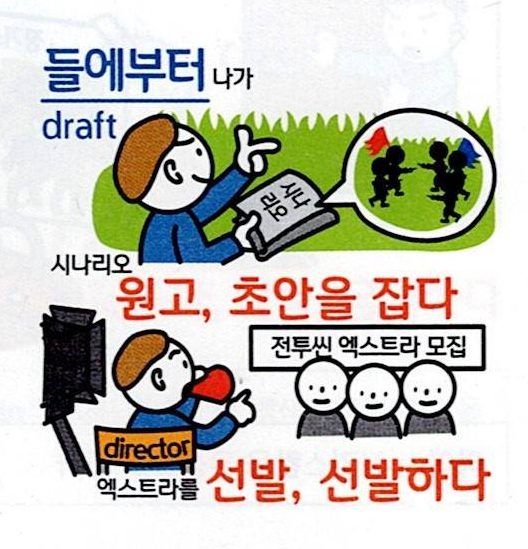 들에부터 나가
draft
시나
리오
시나리오
원고, 초안을 잡다
전투씬 엑스트라 모집
director
엑스트라를 선발, 선발하다